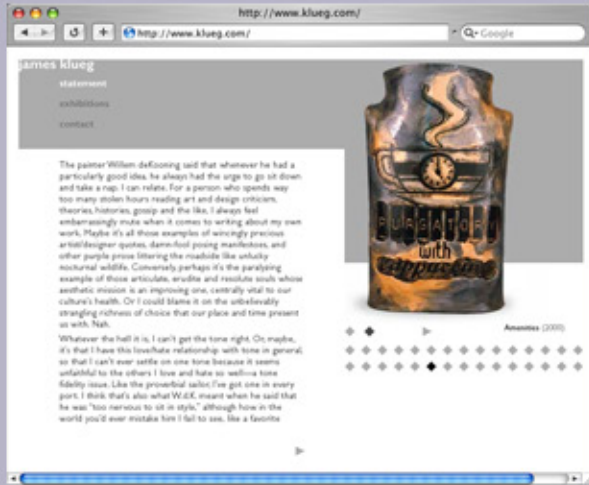 http://www.klueg.com/
http://www.klueg.com/
Google
james klueg
statement
exhibitions
contact
The painter Willem deKooning said that whenever he had a
particularly good idea, he always had the urge to go sit down
and take a nap. I can relate. For a person who spends way
too many stolen hours reading art and design criticism,
theories, histories, gossip and the like, I always feel
embarrassingly mute when it comes to writing about my own
work. Maybe it's all those examples of wincingly precious
artist/designer quotes, damn-fool posing manifestoes, and
other purple prose littering the roadside like unlucky
nocturnal wildlife. Conversely, perhaps it's the paralyzing
example of those articulate, erudite and resolute souls whose
aesthetic mission is an improving one, centrally vital to our
culture's health. Or I could blame it on the unbelievably
strangling richness of choice that our place and time present
us with. Nah.
Whatever the hell it is, I can't get the tone right. Or, maybe,
it's that I have this love/hate relationship with tone in general,
so that I can't ever settle on one tone because it seems
unfaithful to the others I love and hate so well—a tone
fidelity issue. Like the proverbial sailor, I've got one in every
port. I think that's also what W.d.K. meant when he said that
he was "too nervous to sit in style," although how in the
world you'd ever mistake him I fail to see, like a favorite
PURGATORY
with
cappuccino
Amenities (2000)